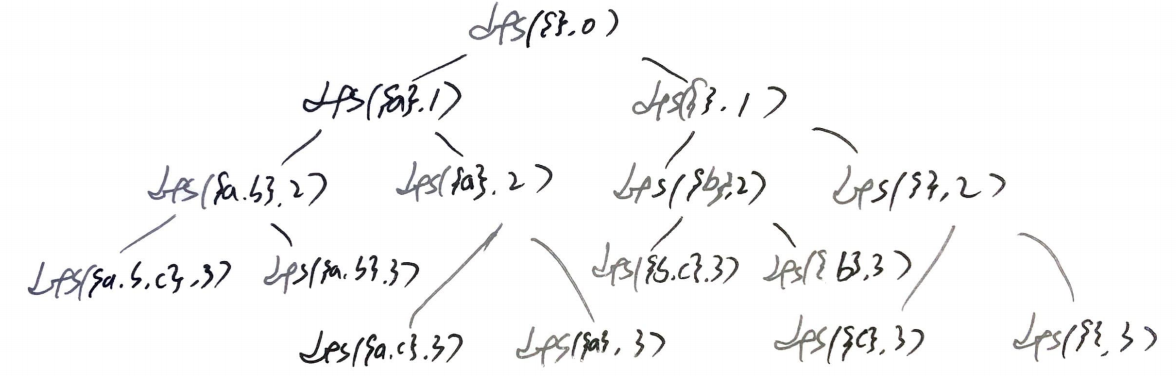 dfs({}.0)
dfs({a}.1) dfs({}.1)
dfs({a.b}.2) dfs({a}.2) dfs({b},2) dfs({},2)
dfs({a.b.c}.3) dfs({a.b}.3) dfs({b.c}.3) dfs({b},3)
dfs({a.c}.3) dfs({a}.3) dfs({c}.3) dfs({},3)